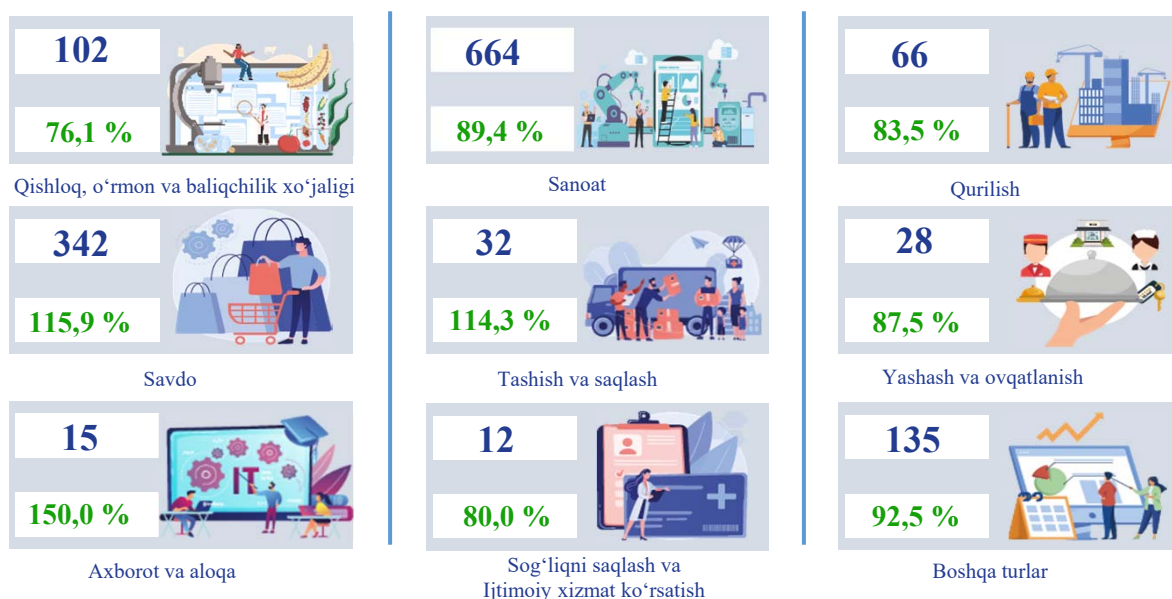 102
76,1 %
Qishloq, o‘rmon va baliqchilik xo‘jaligi
664
89,4 %
Sanoat
66
83,5 %
Qurilish
342
115,9 %
Savdo
32
114,3 %
Tashish va saqlash
28
87,5 %
Yashash va ovqatlanish
15
150,0 %
IT
Axborot va aloqa
12
80,0 %
Sog‘liqni saqlash va
Ijtimoiy xizmat ko‘rsatish
135
92,5 %
Boshqa turlar